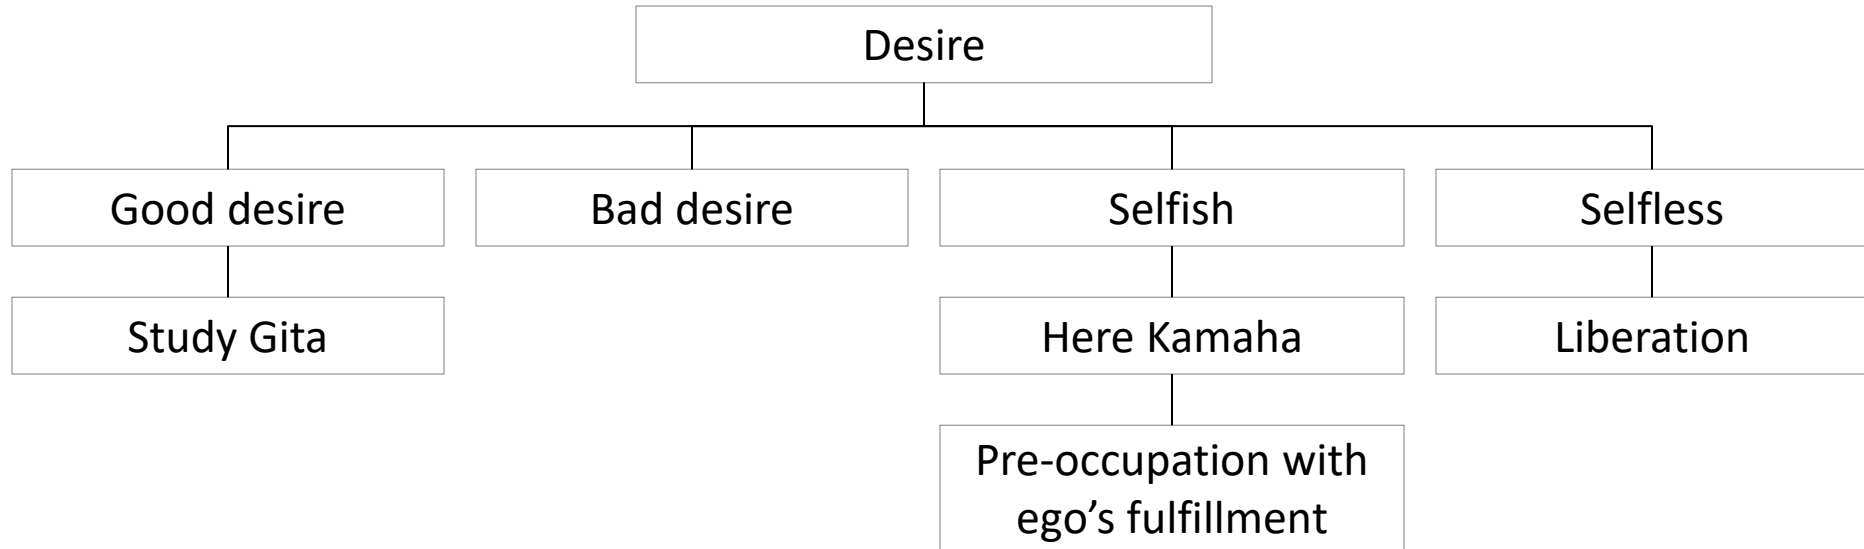 Desire
Good desire
Bad desire
Selfish
Selfless
Study Gita
Here Kamaha
Liberation
Pre-occupation with
ego’s fulfillment